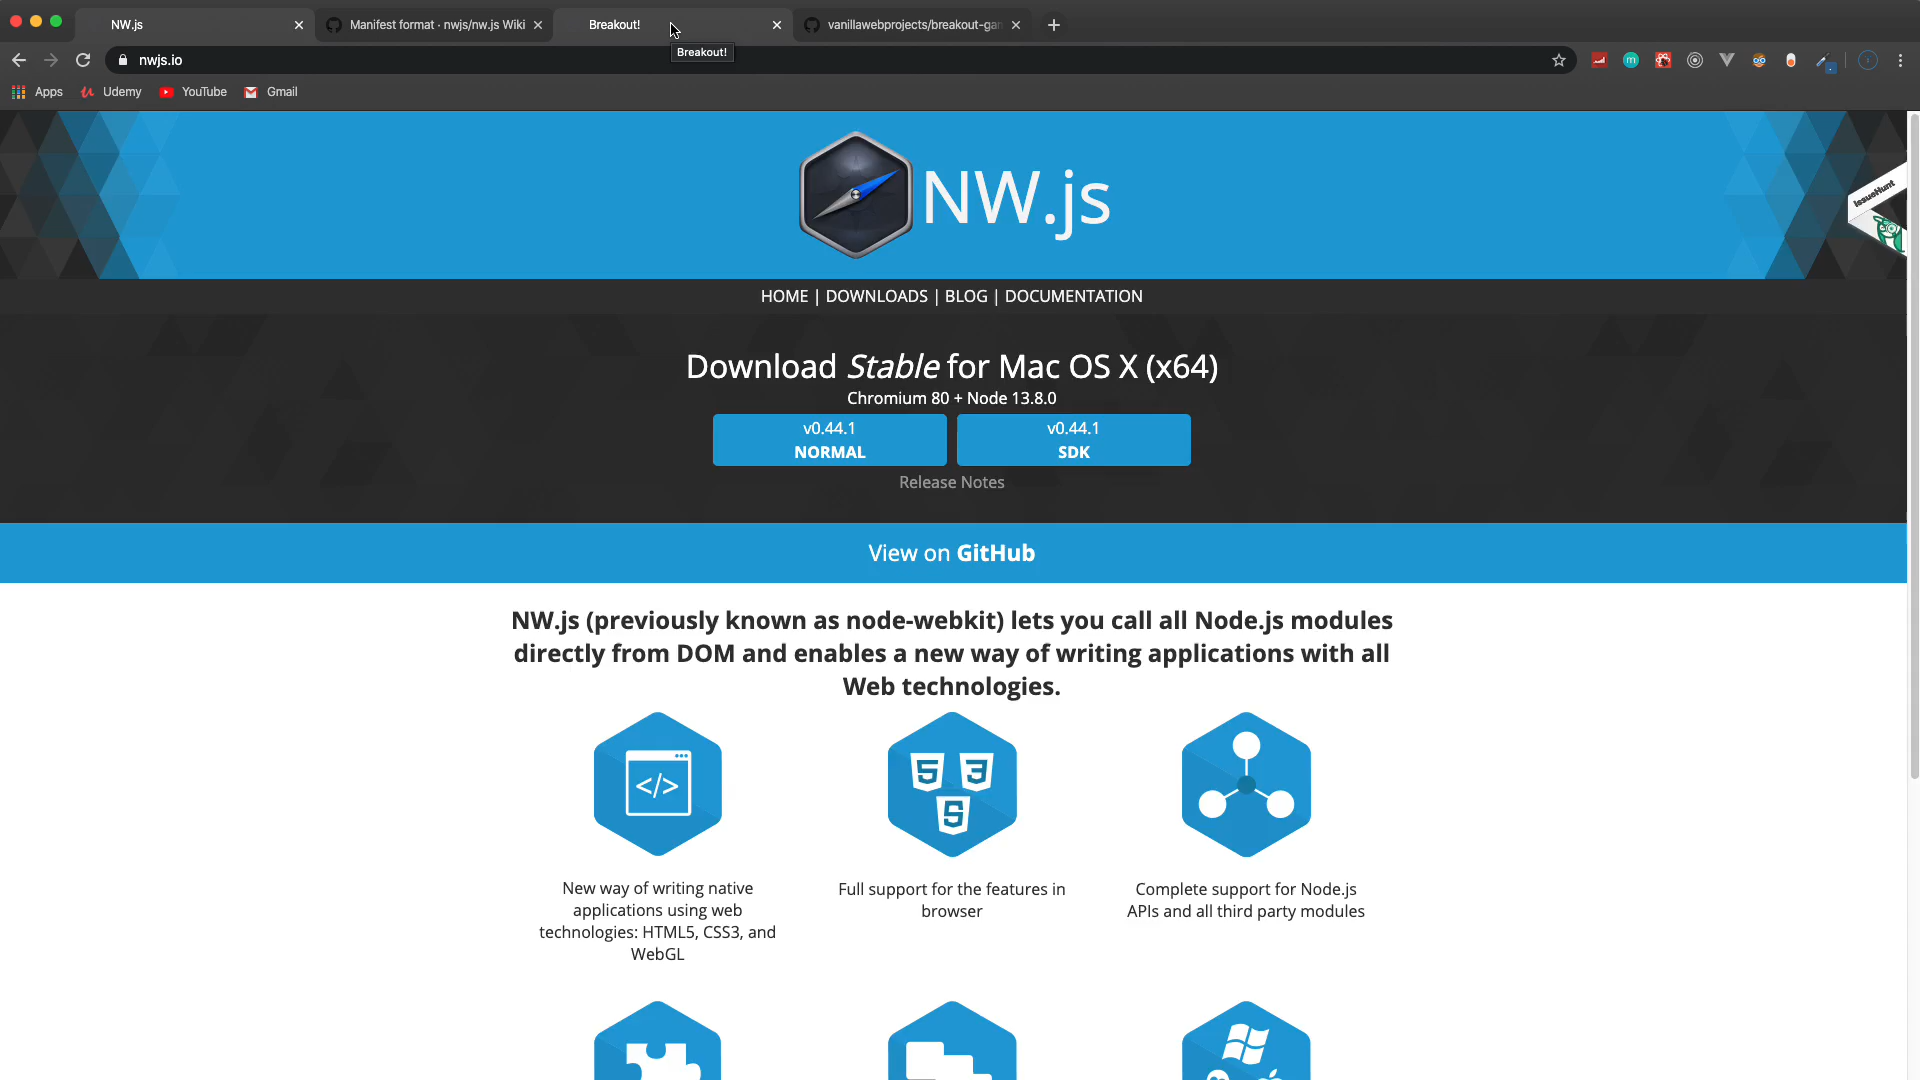 NW.js
Manifest format · nwjs/nw.js Wiki
Breakout!
vanillawebprojects/breakout-gam
Breakout!
nwjs.io
Apps
Udemy
YouTube
Gmail
NW.js
IssueHunt
HOME | DOWNLOADS | BLOG | DOCUMENTATION
Download Stable for Mac OS X (x64)
Chromium 80 + Node 13.8.0
v0.44.1
NORMAL
v0.44.1
SDK
Release Notes
View on GitHub
NW.js (previously known as node-webkit) lets you call all Node.js modules
directly from DOM and enables a new way of writing applications with all
Web technologies.
</>
5
3
5
New way of writing native
applications using web
technologies: HTML5, CSS3, and
WebGL
Full support for the features in
browser
Complete support for Node.js
APIs and all third party modules